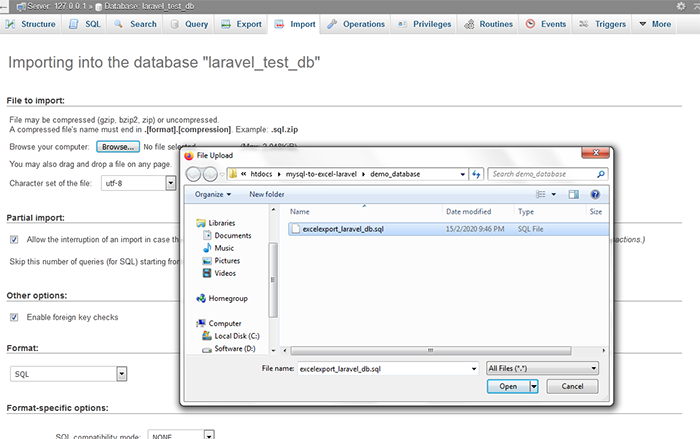 Server: 127.0.0.1 » Database: laravel_test_db
Structure SQL Search Query Export Import Operations Privileges Routines Events Triggers More
Importing into the database "laravel_test_db"
File to import:
File may be compressed (gzip, bzip2, zip) or uncompressed.
A compressed file's name must end in .[format].[compression]. Example: .sql.zip
Browse your computer: Browse... No file selected. (Max: 2,048KiB)
You may also drag and drop a file on any page.
Character set of the file: utf-8
Partial import:
Allow the interruption of an import in case th
Skip this number of queries (for SQL) starting from
Other options:
Enable foreign key checks
Format:
SQL
Format-specific options:
SQL compatibility mode: NONE
File Upload
« htdocs mysql-to-excel-laravel demo_database
Search demo_database
Organize New folder
Libraries
Documents
Music
Pictures
Videos
Homegroup
Computer
Local Disk (C:)
Software (D:)
Name Date modified Type Size
excelexport_laravel_db.sql 15/2/2020 9:46 PM SQL File
File name: excelexport_laravel_db.sql All Files (*.*)
Open Cancel